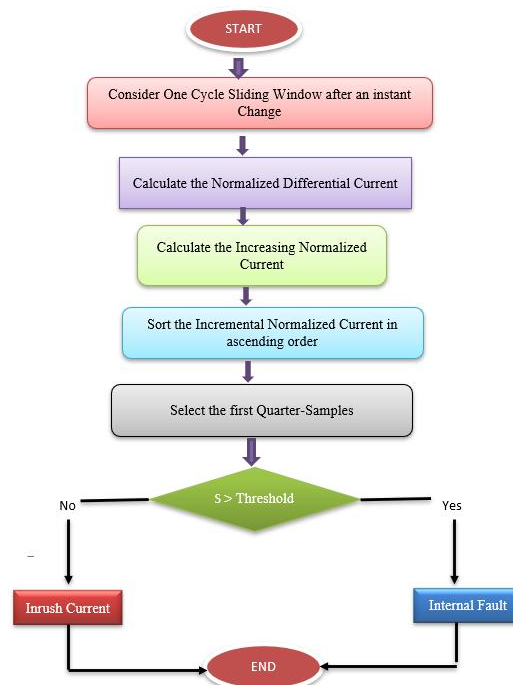 START
Consider One Cycle Sliding Window after an instant
Change
Calculate the Normalized Differential Current
Calculate the Increasing Normalized
Current
Sort the Incremental Normalized Current in
ascending order
Select the first Quarter-Samples
S > Threshold
No
Yes
Inrush Current
Internal Fault
END